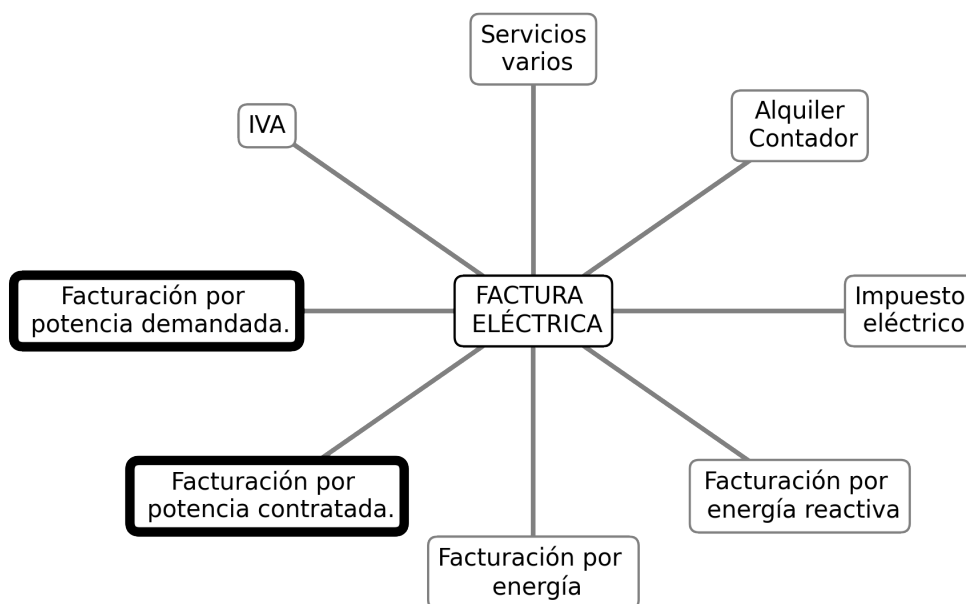 Servicios
varios
Alquiler
Contador
IVA
Facturación por
potencia demandada.
FACTURA
ELÉCTRICA
Impuesto
eléctrico
Facturación por
potencia contratada.
Facturación por
energía reactiva
Facturación por
energía